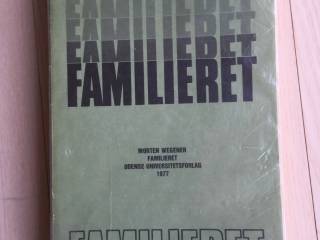 FAMILIERET
FAMILIERET
FAMILIERET
FAMILIERET
MORTEN WEGENER
FAMILIERET
ODENSE UNIVERSITETSFORLAG
1977
FAMILIERET